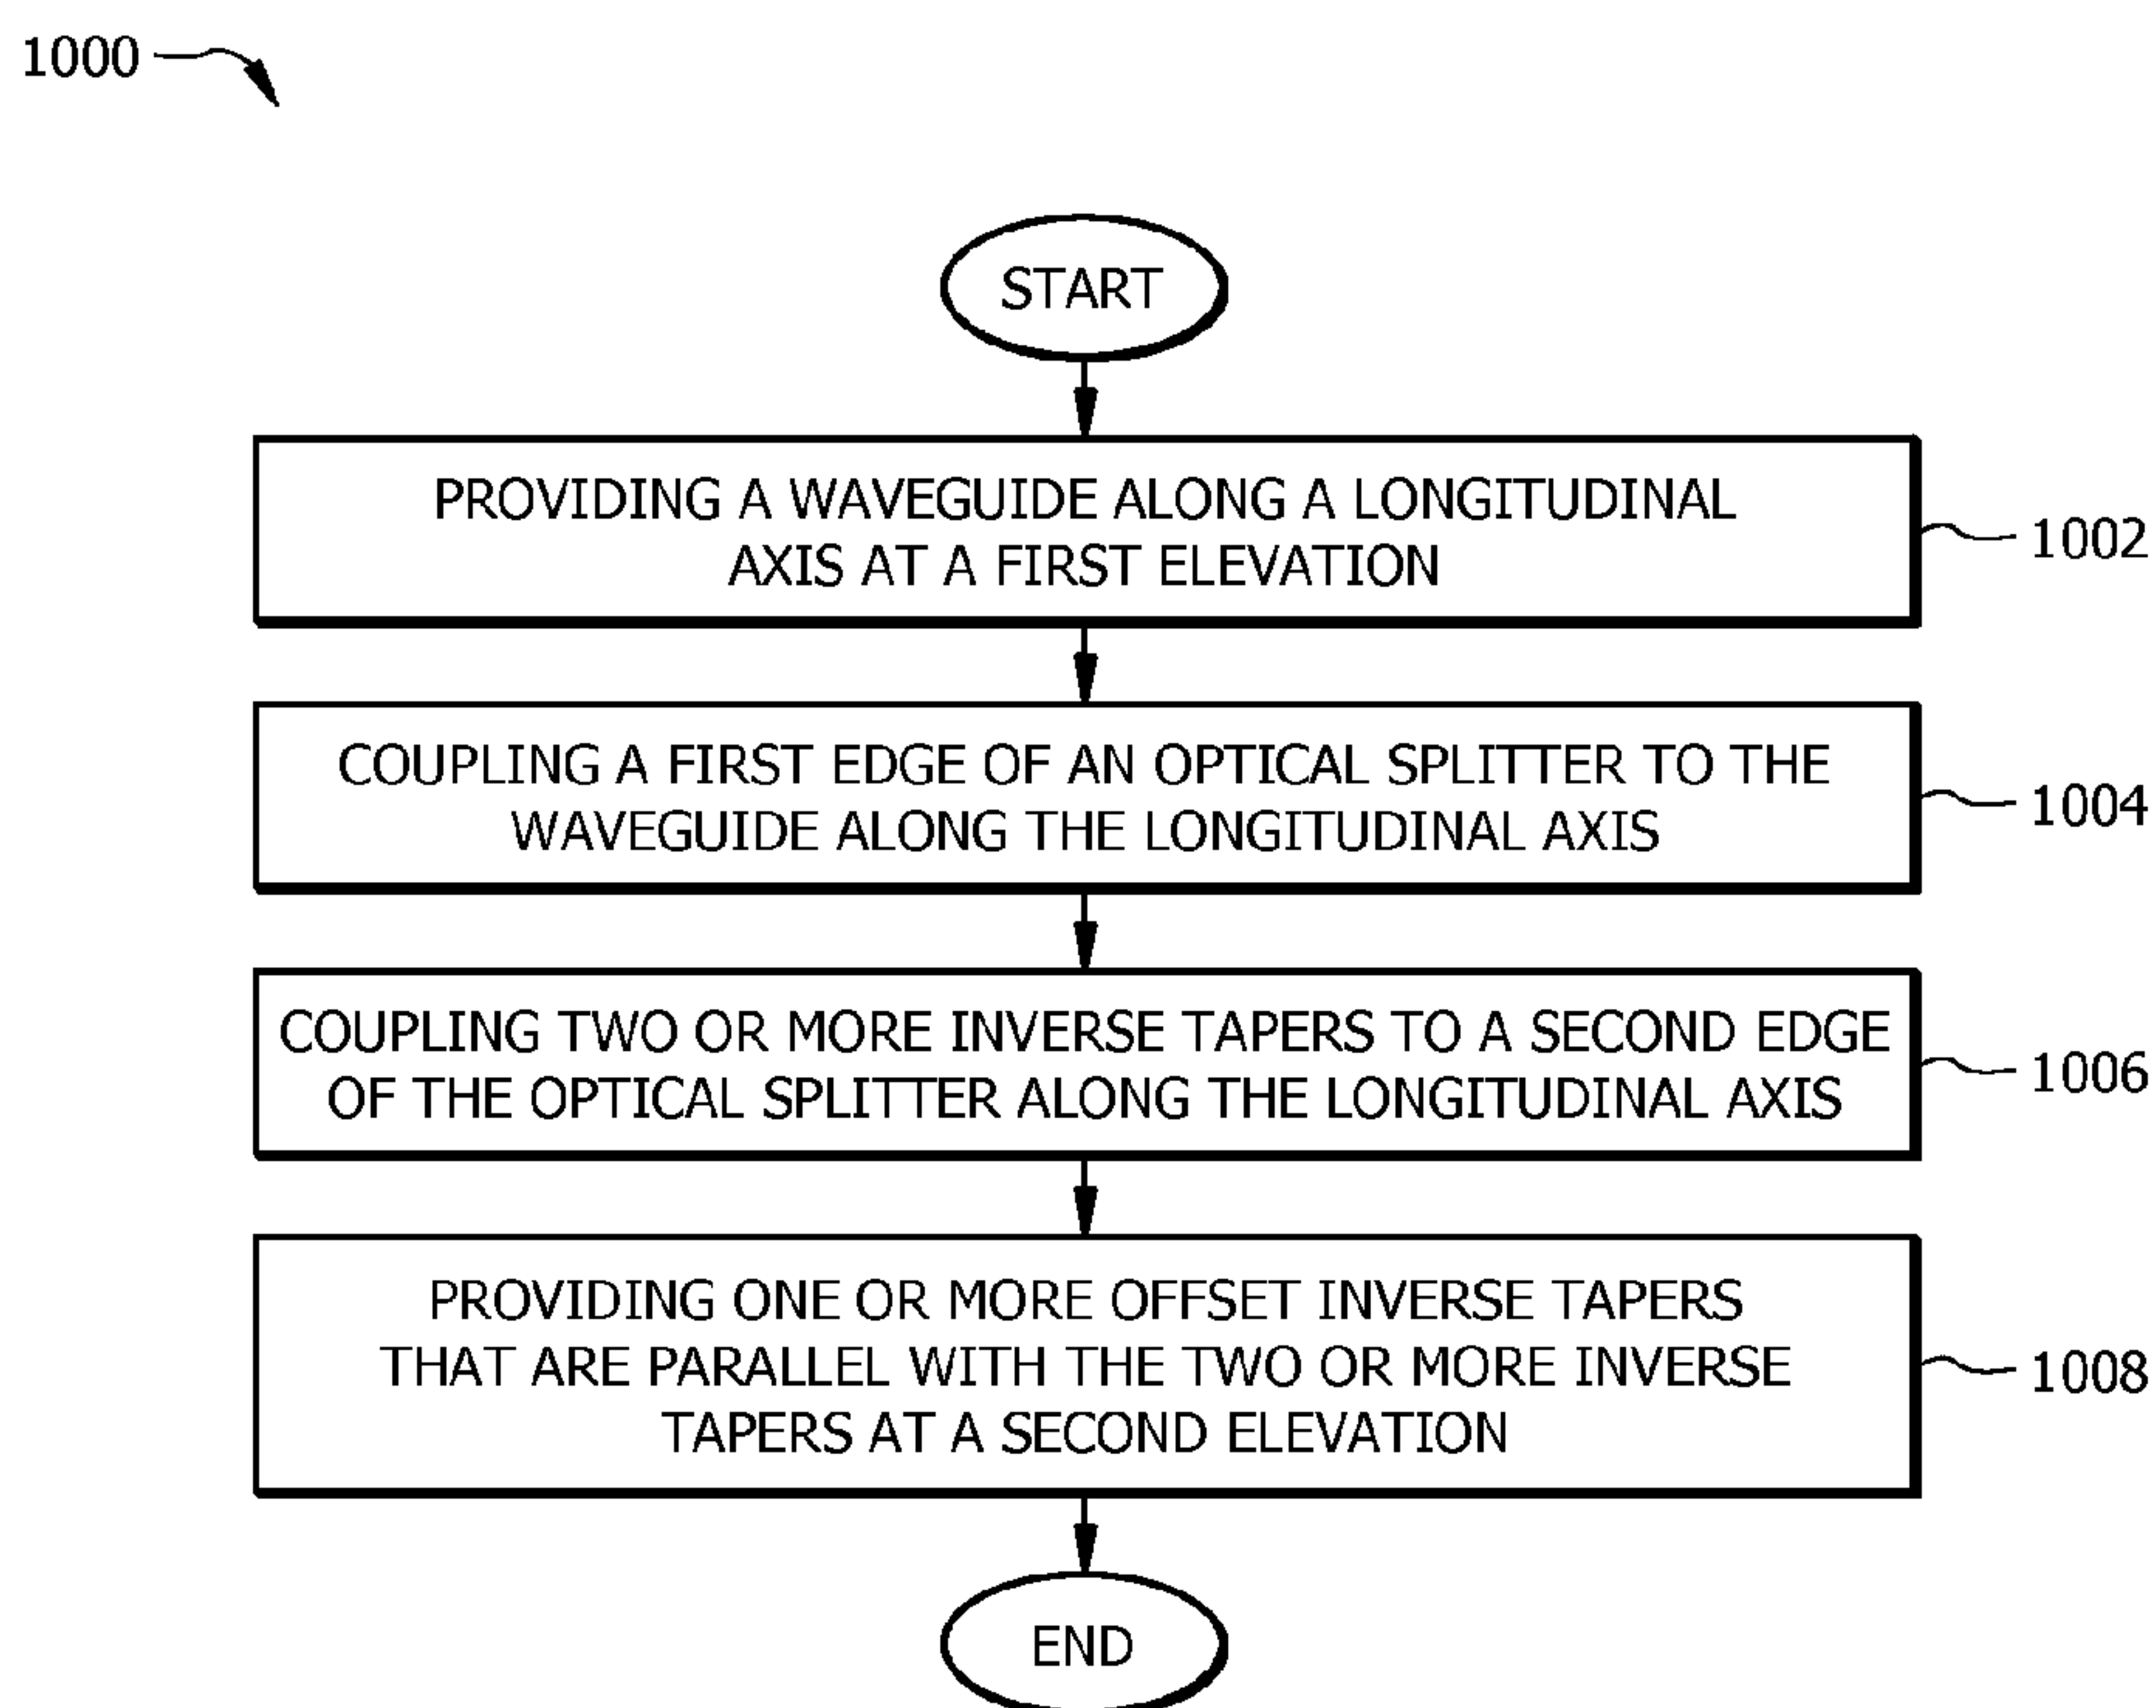 1000
START
PROVIDING A WAVEGUIDE ALONG A LONGITUDINAL
AXIS AT A FIRST ELEVATION
1002
COUPLING A FIRST EDGE OF AN OPTICAL SPLITTER TO THE
WAVEGUIDE ALONG THE LONGITUDINAL AXIS
1004
COUPLING TWO OR MORE INVERSE TAPERS TO A SECOND EDGE
OF THE OPTICAL SPLITTER ALONG THE LONGITUDINAL AXIS
1006
PROVIDING ONE OR MORE OFFSET INVERSE TAPERS
THAT ARE PARALLEL WITH THE TWO OR MORE INVERSE
TAPERS AT A SECOND ELEVATION
1008
END